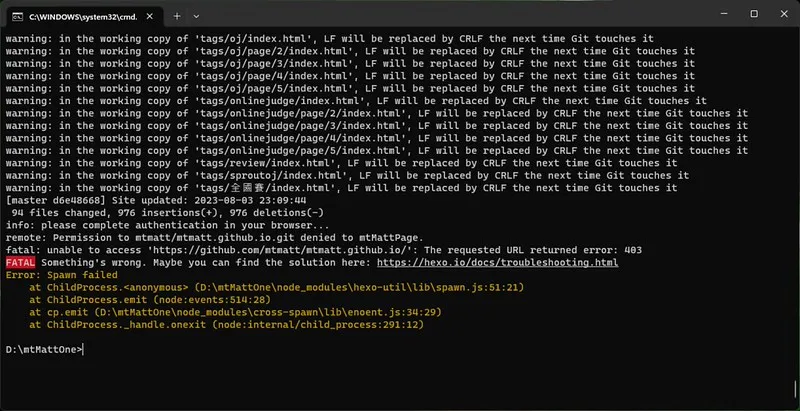 C:\WINDOWS\system32\cmd.
warning: in the working copy of 'tags/oj/index.html', LF will be replaced by CRLF the next time Git touches it
warning: in the working copy of 'tags/oj/page/2/index.html', LF will be replaced by CRLF the next time Git touches it
warning: in the working copy of 'tags/oj/page/3/index.html', LF will be replaced by CRLF the next time Git touches it
warning: in the working copy of 'tags/oj/page/4/index.html', LF will be replaced by CRLF the next time Git touches it
warning: in the working copy of 'tags/oj/page/5/index.html', LF will be replaced by CRLF the next time Git touches it
warning: in the working copy of 'tags/onlinejudge/index.html', LF will be replaced by CRLF the next time Git touches it
warning: in the working copy of 'tags/onlinejudge/page/2/index.html', LF will be replaced by CRLF the next time Git touches it
warning: in the working copy of 'tags/onlinejudge/page/3/index.html', LF will be replaced by CRLF the next time Git touches it
warning: in the working copy of 'tags/onlinejudge/page/4/index.html', LF will be replaced by CRLF the next time Git touches it
warning: in the working copy of 'tags/onlinejudge/page/5/index.html', LF will be replaced by CRLF the next time Git touches it
warning: in the working copy of 'tags/review/index.html', LF will be replaced by CRLF the next time Git touches it
warning: in the working copy of 'tags/sproutoj/index.html', LF will be replaced by CRLF the next time Git touches it
warning: in the working copy of 'tags/全國賽/index.html', LF will be replaced by CRLF the next time Git touches it
[master d6e48668] Site updated: 2023-08-03 23:09:44
94 files changed, 976 insertions(+), 976 deletions(-)
info: please complete authentication in your browser...
remote: Permission to mtmatt/mtmatt.github.io.git denied to mtMattPage.
fatal: unable to access 'https://github.com/mtmatt/mtmatt.github.io/': The requested URL returned error: 403
FATAL Something's wrong. Maybe you can find the solution here: https://hexo.io/docs/troubleshooting.html
Error: Spawn failed
at ChildProcess.<anonymous> (D:\mtMattOne\node_modules\hexo-util\lib\spawn.js:51:21)
at ChildProcess.emit (node:events:514:28)
at cp.emit (D:\mtMattOne\node_modules\cross-spawn\lib\enoent.js:34:29)
at ChildProcess._handle.onexit (node:internal/child_process:291:12)
D:\mtMattOne>